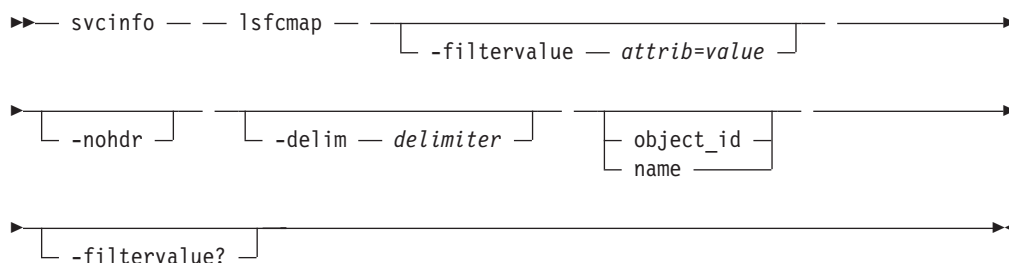 svcinfo lsfcmap
-filtervalue attrib=value
-nohdr -delim delimiter object_id
name
-filtervalue?